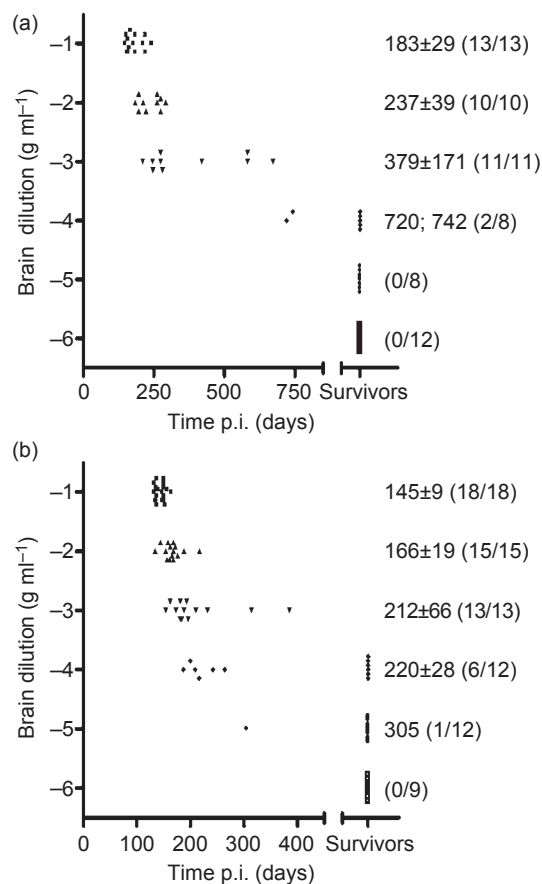 (a)
Brain dilution (g ml⁻¹)
–1
183±29 (13/13)
–2
237±39 (10/10)
–3
379±171 (11/11)
–4
720; 742 (2/8)
–5
(0/8)
–6
(0/12)
0 250 500 750 Survivors
Time p.i. (days)
(b)
Brain dilution (g ml⁻¹)
–1
145±9 (18/18)
–2
166±19 (15/15)
–3
212±66 (13/13)
–4
220±28 (6/12)
–5
305 (1/12)
–6
(0/9)
0 100 200 300 400 Survivors
Time p.i. (days)